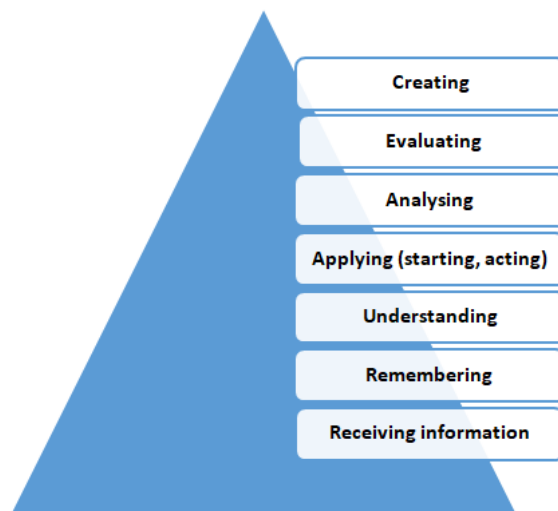 Creating
Evaluating
Analysing
Applying (starting, acting)
Understanding
Remembering
Receiving information